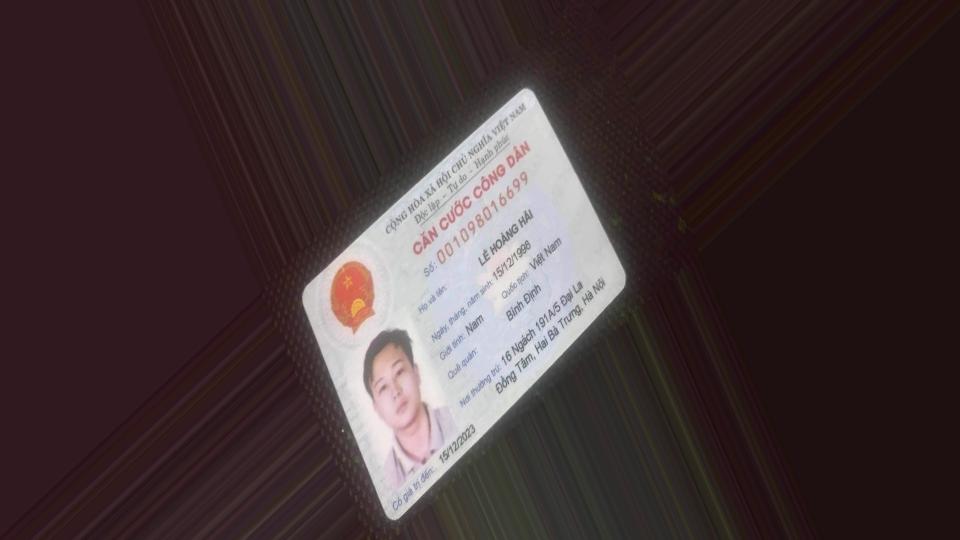 CỘNG HÒA XÃ HỘI CHỦ NGHĨA VIỆT NAM
Độc lập - Tự do - Hạnh phúc
CĂN CƯỚC CÔNG DÂN
Số: 001098016699
Họ và tên: LÊ HOÀNG HẢI
Ngày, tháng, năm sinh: 15/12/1998
Giới tính: Nam Quốc tịch: Việt Nam
Quê quán: Bình Định
Nơi thường trú: 16 Ngách 191A/5 Đại La
Đồng Tâm, Hai Bà Trưng, Hà Nội
Có giá trị đến: 15/12/2023